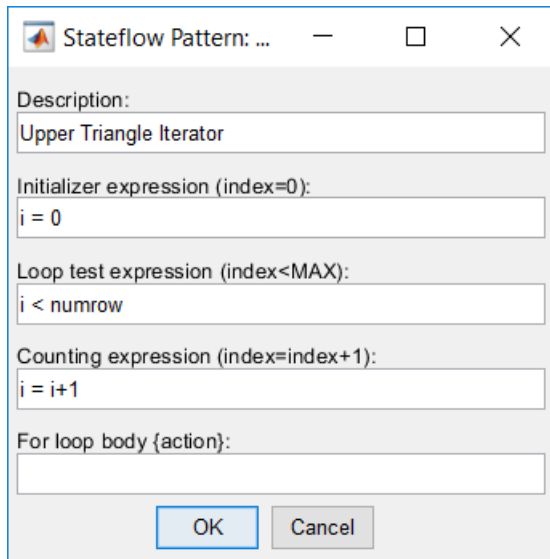 Stateflow Pattern: ...
Description:
Upper Triangle Iterator
Initializer expression (index=0):
i = 0
Loop test expression (index<MAX):
i < numrow
Counting expression (index=index+1):
i = i+1
For loop body {action}:
OK Cancel